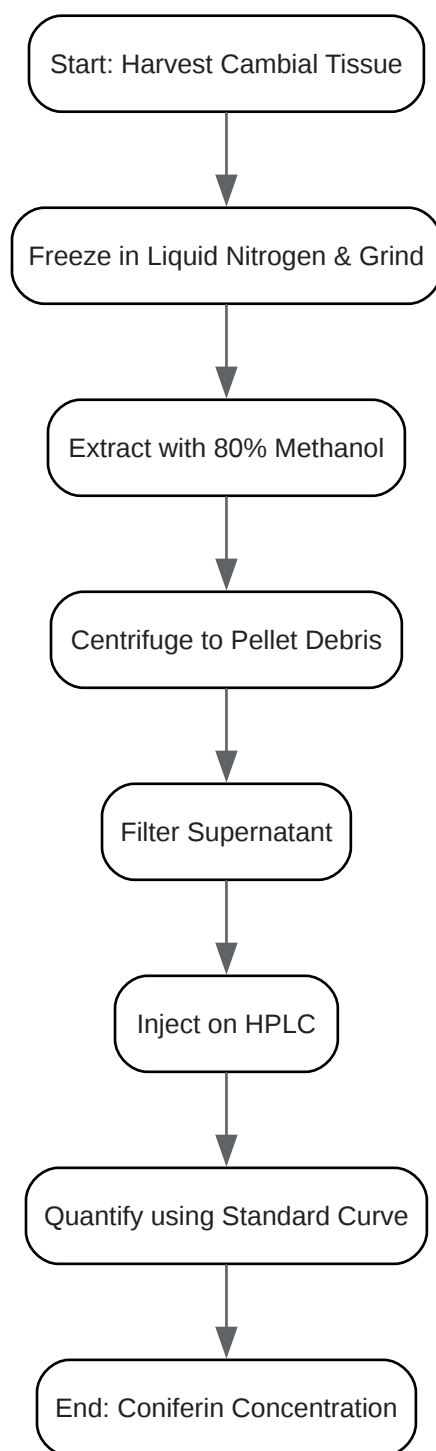 Start: Harvest Cambial Tissue
Freeze in Liquid Nitrogen & Grind
Extract with 80% Methanol
Centrifuge to Pellet Debris
Filter Supernatant
Inject on HPLC
Quantify using Standard Curve
End: Coniferin Concentration